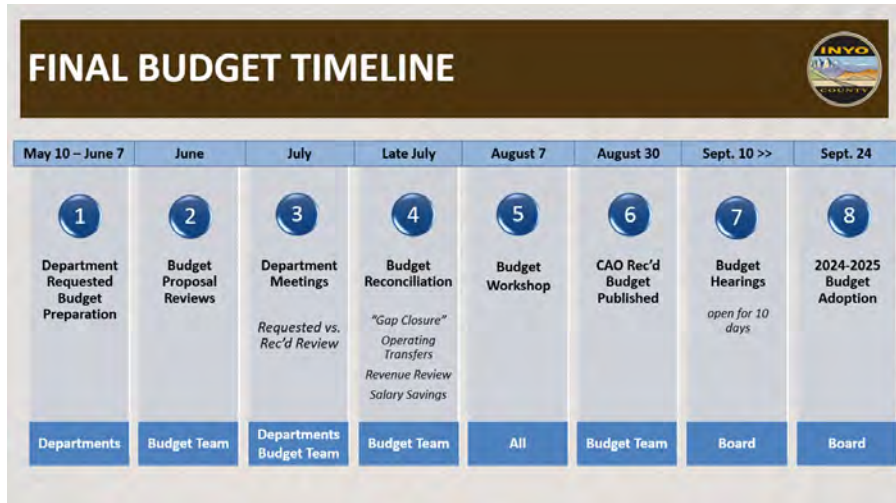 FINAL BUDGET TIMELINE
INYO
COUNTY
May 10 – June 7
June
July
Late July
August 7
August 30
Sept. 10 >>
Sept. 24
1
2
3
4
5
6
7
8
Department
Requested
Budget
Preparation
Budget
Proposal
Reviews
Department
Meetings
Requested vs.
Rec'd Review
Budget
Reconciliation
"Gap Closure"
Operating
Transfers
Revenue Review
Salary Savings
Budget
Workshop
CAO Rec'd
Budget
Published
Budget
Hearings
open for 10
days
2024-2025
Budget
Adoption
Departments
Budget Team
Departments
Budget Team
Budget Team
All
Budget Team
Board
Board